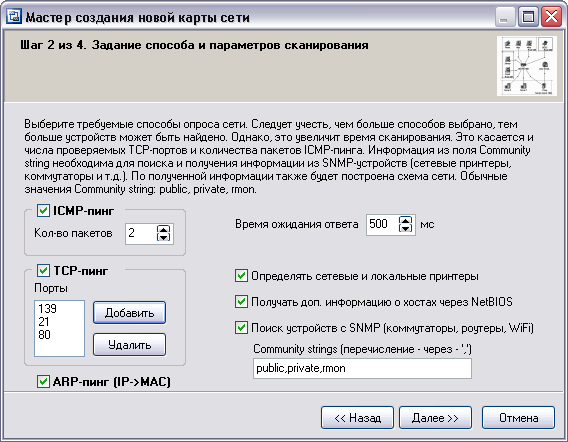 Мастер создания новой карты сети
Шаг 2 из 4. Задание способа и параметров сканирования
Выберите требуемые способы опроса сети. Следует учесть, чем больше способов выбрано, тем
больше устройств может быть найдено. Однако, это увеличит время сканирования. Это касается и
числа проверяемых TCP-портов и количества пакетов ICMP-пинга. Информация из поля Community
string необходима для поиска и получения информации из SNMP-устройств (сетевые принтеры,
коммутаторы и т.д.). По полученной информации также будет построена схема сети. Обычные
значения Community string: public, private, rmon.
ICMP-пинг
Кол-во пакетов 2
Время ожидания ответа 500 мс
TCP-пинг
Порты
139
21
80
Добавить
Удалить
Определять сетевые и локальные принтеры
Получать доп. информацию о хостах через NetBIOS
Поиск устройств с SNMP (коммутаторы, роутеры, WiFi)
Community strings (перечисление - через - ',')
public,private,rmon
ARP-пинг (IP->MAC)
<< Назад
Далее >>
Отмена